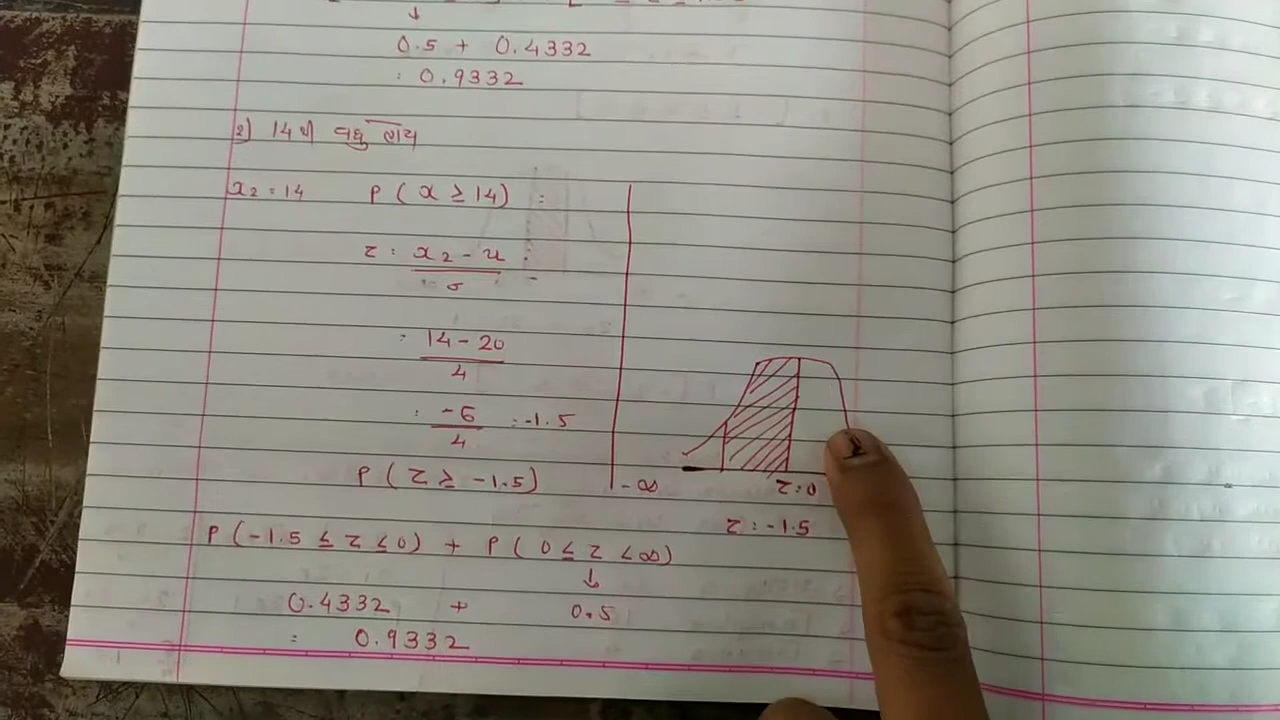 0.5 + 0.4332
: 0.9332
2) 14થી વધુ હોય
x₂ = 14 P ( x ≥ 14) :
z : x₂ - u
σ
: 14 - 20
4
: -6 : -1.5
4
P ( Z ≥ -1.5)
-∞ z:0
z : -1.5
P (-1.5 ≤ z ≤ 0) + P ( 0 ≤ z < ∞)
↓
0.4332 + 0.5
: 0.9332